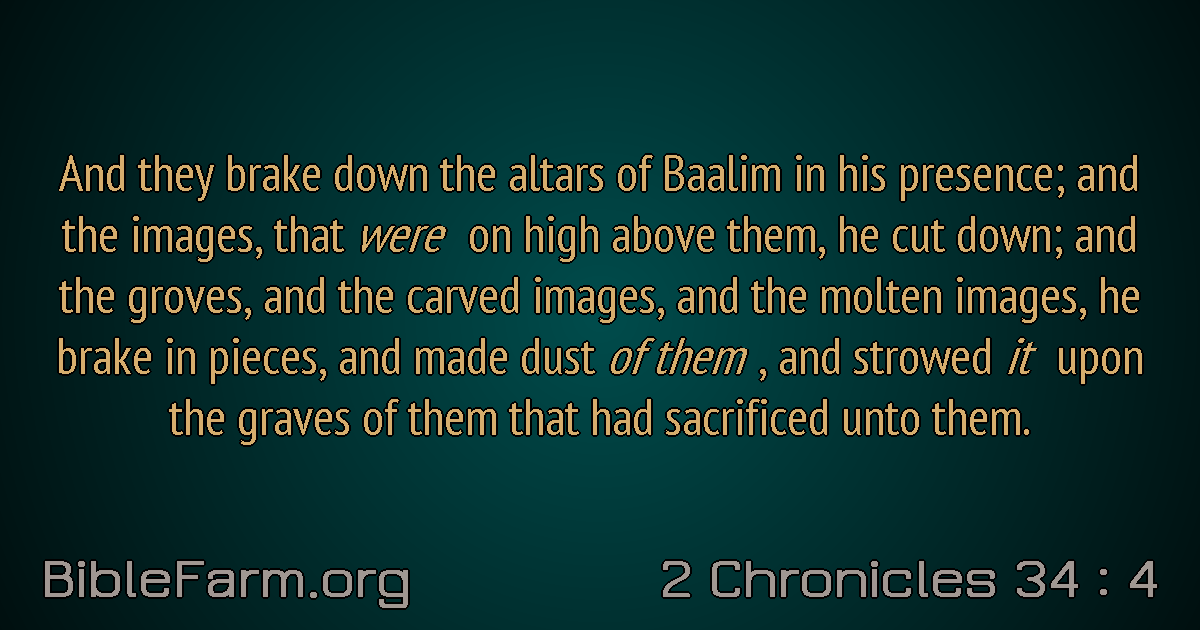 And they brake down the altars of Baalim in his presence; and
the images, that were on high above them, he cut down; and
the groves, and the carved images, and the molten images, he
brake in pieces, and made dust of them , and strowed it upon
the graves of them that had sacrificed unto them.
BibleFarm.org
2 Chronicles 34 : 4